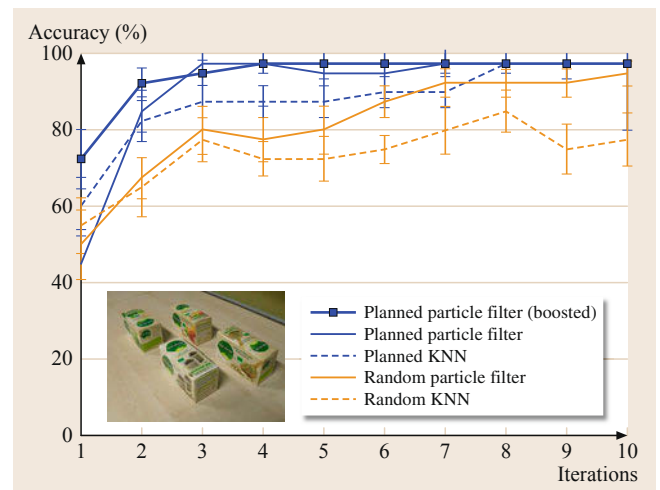 Accuracy (%)
100
80
60
40
20
0
Planned particle filter (boosted)
Planned particle filter
Planned KNN
Random particle filter
Random KNN
1 2 3 4 5 6 7 8 9 10
Iterations